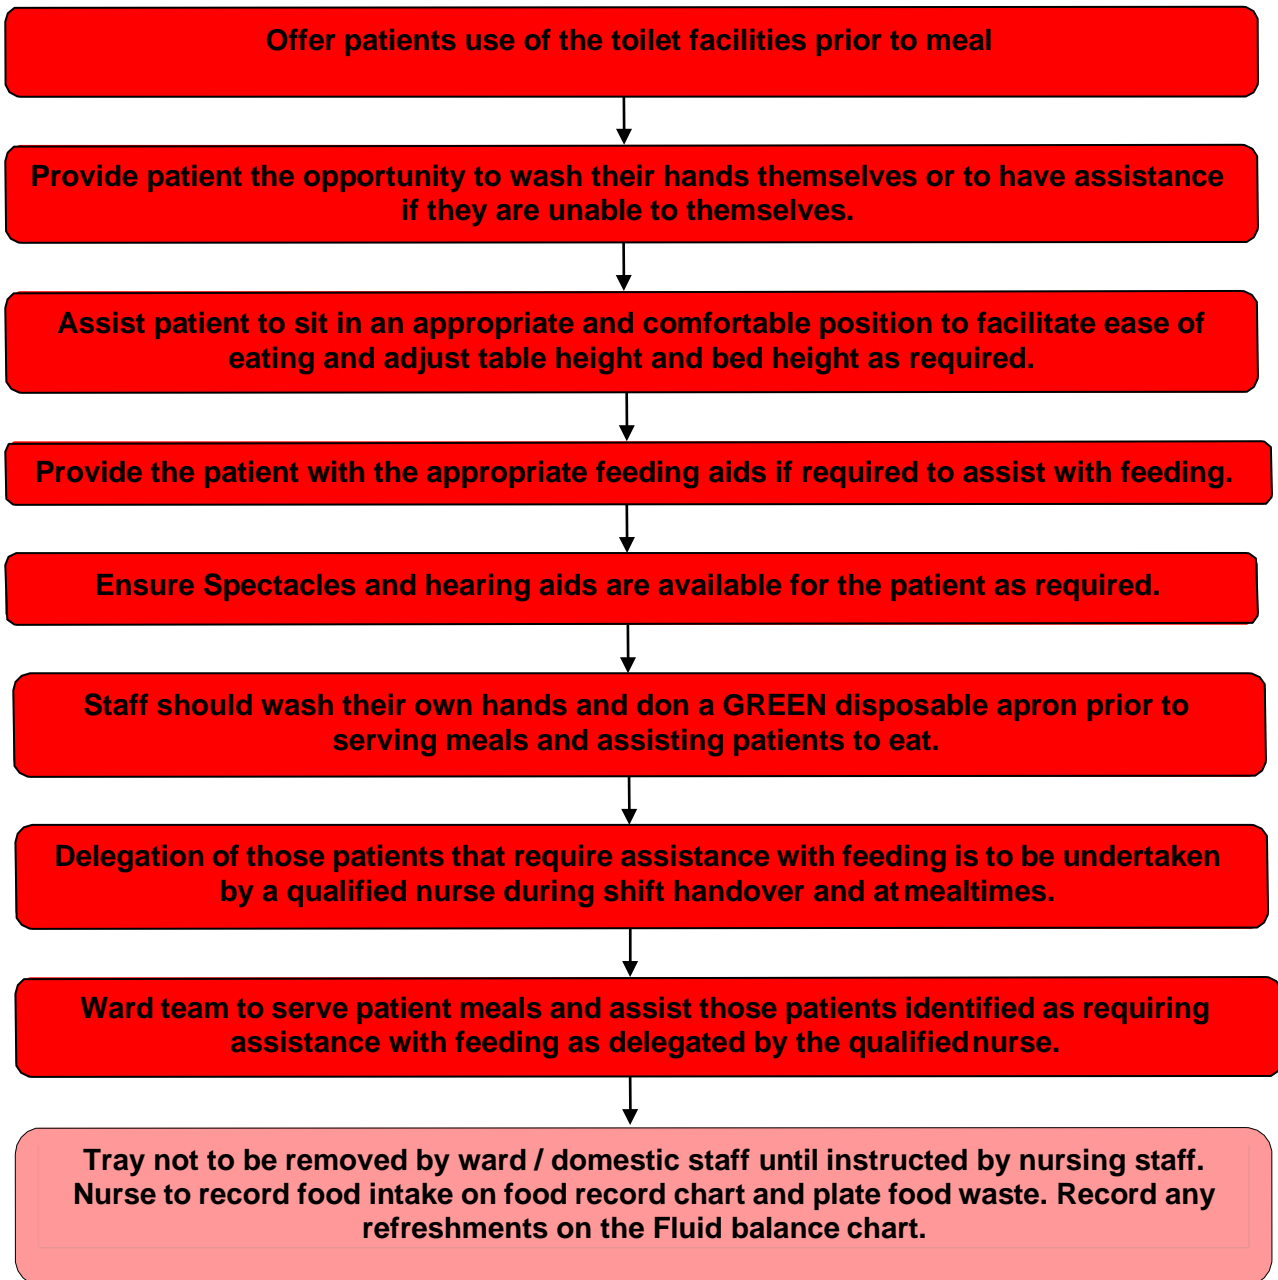 Offer patients use of the toilet facilities prior to meal
Provide patient the opportunity to wash their hands themselves or to have assistance
if they are unable to themselves.
Assist patient to sit in an appropriate and comfortable position to facilitate ease of
eating and adjust table height and bed height as required.
Provide the patient with the appropriate feeding aids if required to assist with feeding.
Ensure Spectacles and hearing aids are available for the patient as required.
Staff should wash their own hands and don a GREEN disposable apron prior to
serving meals and assisting patients to eat.
Delegation of those patients that require assistance with feeding is to be undertaken
by a qualified nurse during shift handover and at mealtimes.
Ward team to serve patient meals and assist those patients identified as requiring
assistance with feeding as delegated by the qualified nurse.
Tray not to be removed by ward / domestic staff until instructed by nursing staff.
Nurse to record food intake on food record chart and plate food waste. Record any
refreshments on the Fluid balance chart.